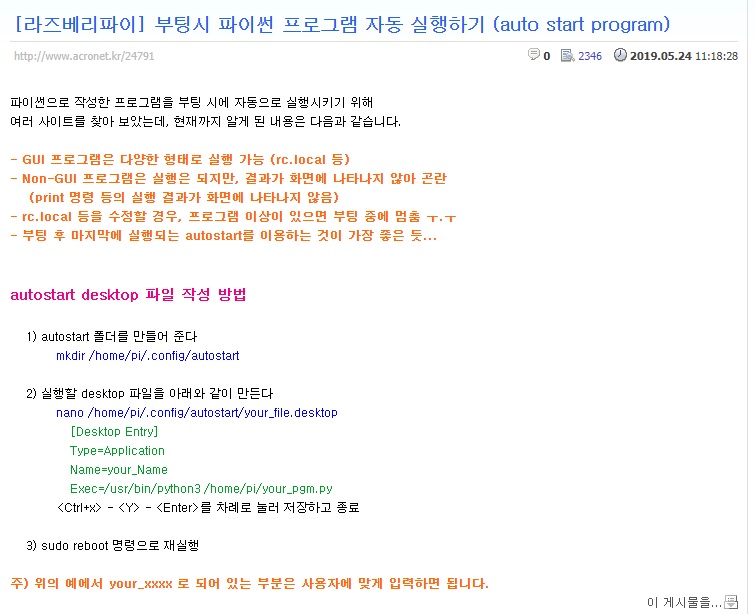 [라즈베리파이] 부팅시 파이썬 프로그램 자동 실행하기 (auto start program)
http://www.acronet.kr/24791 0 2346 2019.05.24 11:18:28
파이썬으로 작성한 프로그램을 부팅 시에 자동으로 실행시키기 위해
여러 사이트를 찾아 보았는데, 현재까지 알게 된 내용은 다음과 같습니다.
- GUI 프로그램은 다양한 형태로 실행 가능 (rc.local 등)
- Non-GUI 프로그램은 실행은 되지만, 결과가 화면에 나타나지 않아 곤란
(print 명령 등의 실행 결과가 화면에 나타나지 않음)
- rc.local 등을 수정할 경우, 프로그램 이상이 있으면 부팅 중에 멈춤 ㅜ.ㅜ
- 부팅 후 마지막에 실행되는 autostart를 이용하는 것이 가장 좋은 듯...
autostart desktop 파일 작성 방법
1) autostart 폴더를 만들어 준다
mkdir /home/pi/.config/autostart
2) 실행할 desktop 파일을 아래와 같이 만든다
nano /home/pi/.config/autostart/your_file.desktop
[Desktop Entry]
Type=Application
Name=your_Name
Exec=/usr/bin/python3 /home/pi/your_pgm.py
<Ctrl+x> - <Y> - <Enter>를 차례로 눌러 저장하고 종료
3) sudo reboot 명령으로 재실행
주) 위의 예에서 your_xxxx 로 되어 있는 부분은 사용자에 맞게 입력하면 됩니다.
이 게시물을...